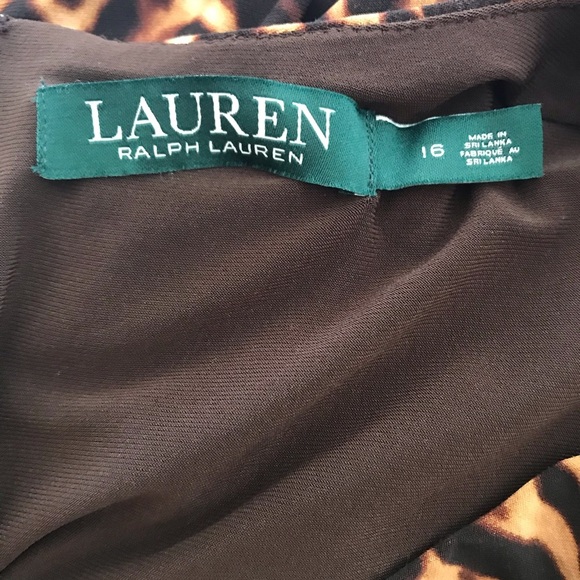 LAUREN
RALPH LAUREN
16
MADE IN
SRI LANKA
FABRIQUÉ AU
SRI LANKA